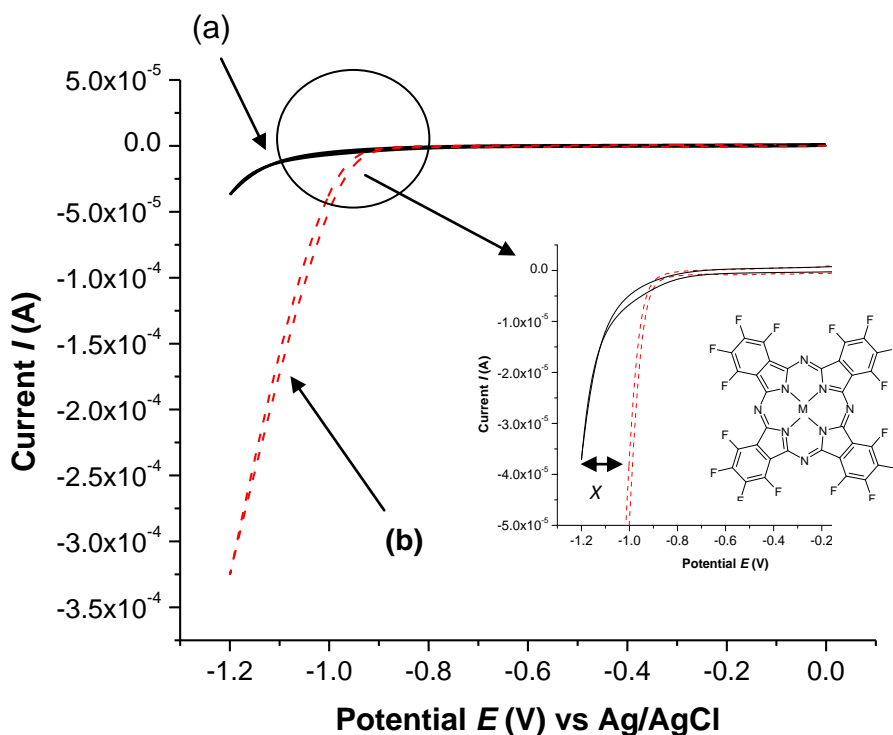 (a)
5.0x10⁻⁵
0.0
-5.0x10⁻⁵
-1.0x10⁻⁴
-1.5x10⁻⁴
-2.0x10⁻⁴
-2.5x10⁻⁴
-3.0x10⁻⁴
-3.5x10⁻⁴
Current I (A)
(b)
-1.2 -1.0 -0.8 -0.6 -0.4 -0.2 0.0
Potential E (V) vs Ag/AgCl
0.0
-1.0x10⁻⁵
-2.0x10⁻⁵
-3.0x10⁻⁵
-4.0x10⁻⁵
-5.0x10⁻⁵
Current I (A)
X
-1.2 -1.0 -0.8 -0.6 -0.4 -0.2
Potential E (V)
F F
F F F
N
F F
N N
N M N
N N
F F
F N F
F F
F F